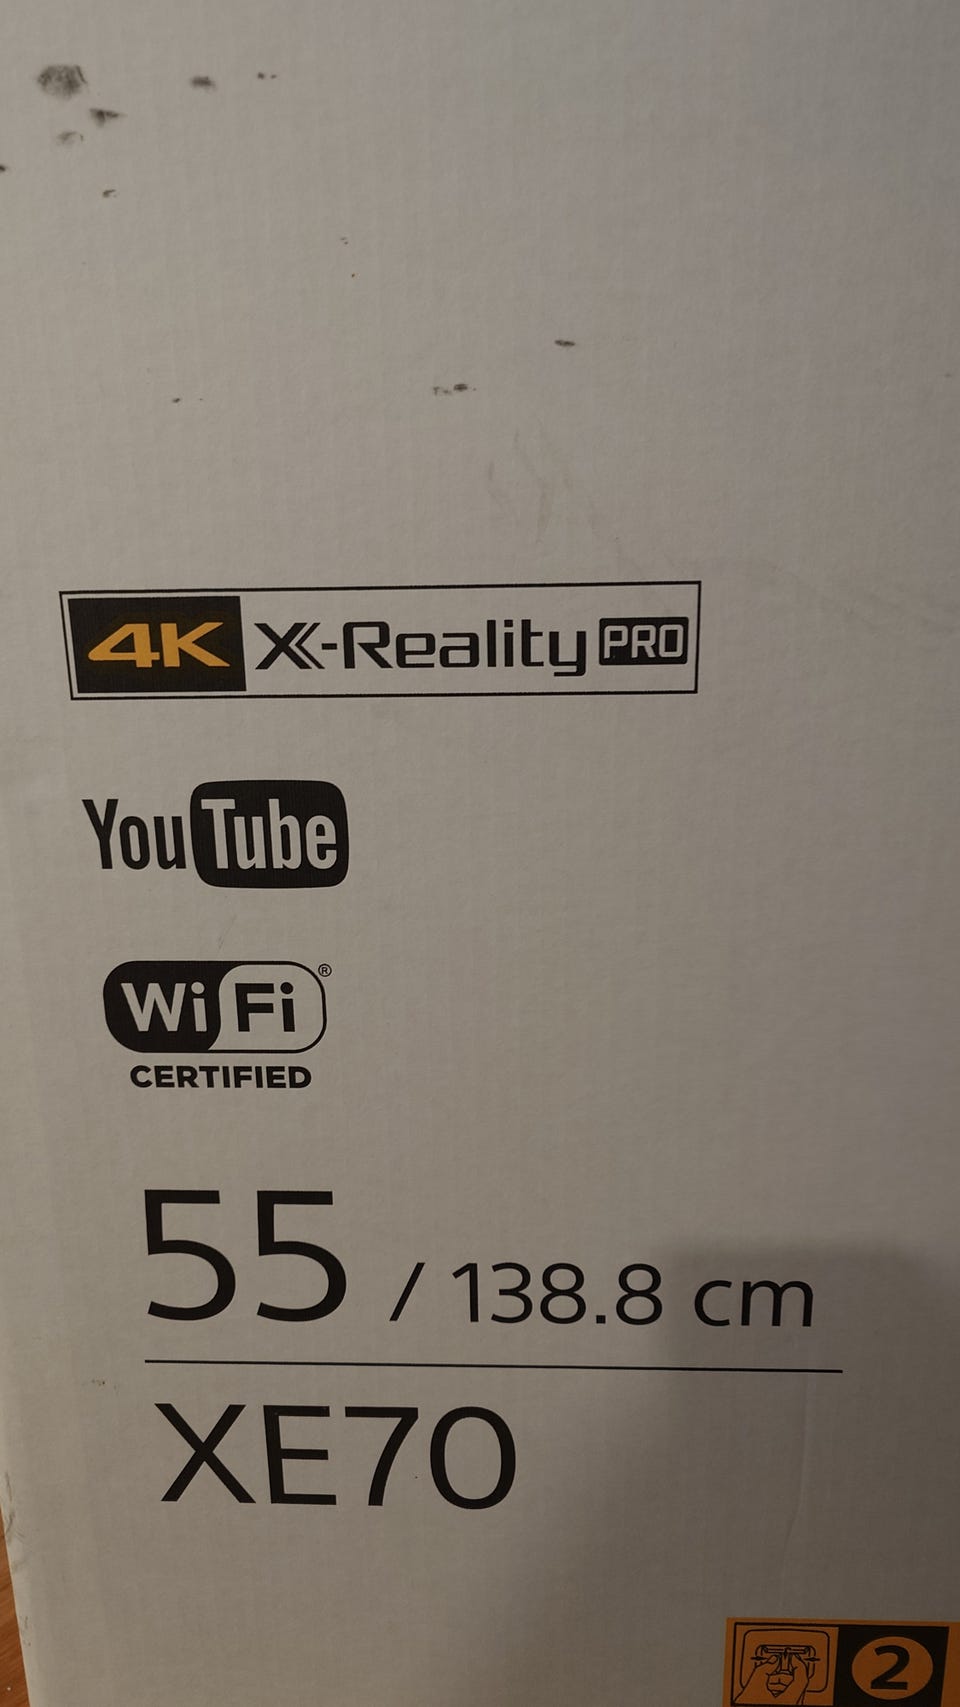 4K X-Reality PRO
YouTube
Wi Fi ®
CERTIFIED
55 / 138.8 cm
XE70
2